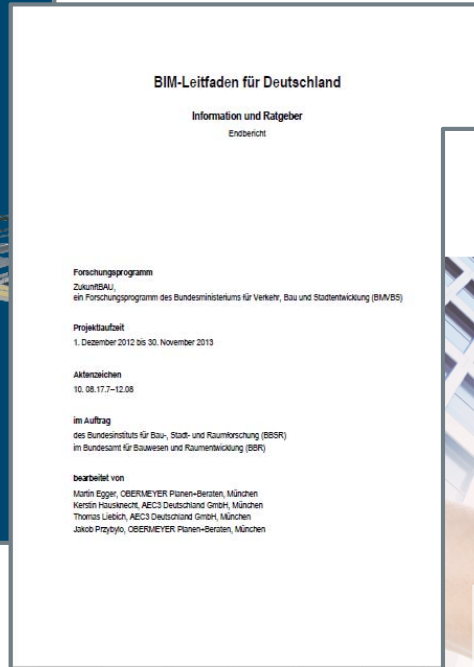 BIM-Leitfaden für Deutschland
Information und Ratgeber
Endbericht
Forschungsprogramm
ZukunftBAU,
ein Forschungsprogramm des Bundesministeriums für Verkehr, Bau und Stadtentwicklung (BMVBS)
Projektlaufzeit
1. Dezember 2012 bis 30. November 2013
Aktenzeichen
10. 08.17.7–12.08
im Auftrag
des Bundesinstituts für Bau-, Stadt- und Raumforschung (BBSR)
im Bundesamt für Bauwesen und Raumentwicklung (BBR)
bearbeitet von
Martin Egger, OBERMEYER Planen+Beraten, München
Kerstin Hausknecht, AEC3 Deutschland GmbH, München
Thomas Liebich, AEC3 Deutschland GmbH, München
Jakob Przybylo, OBERMEYER Planen+Beraten, München